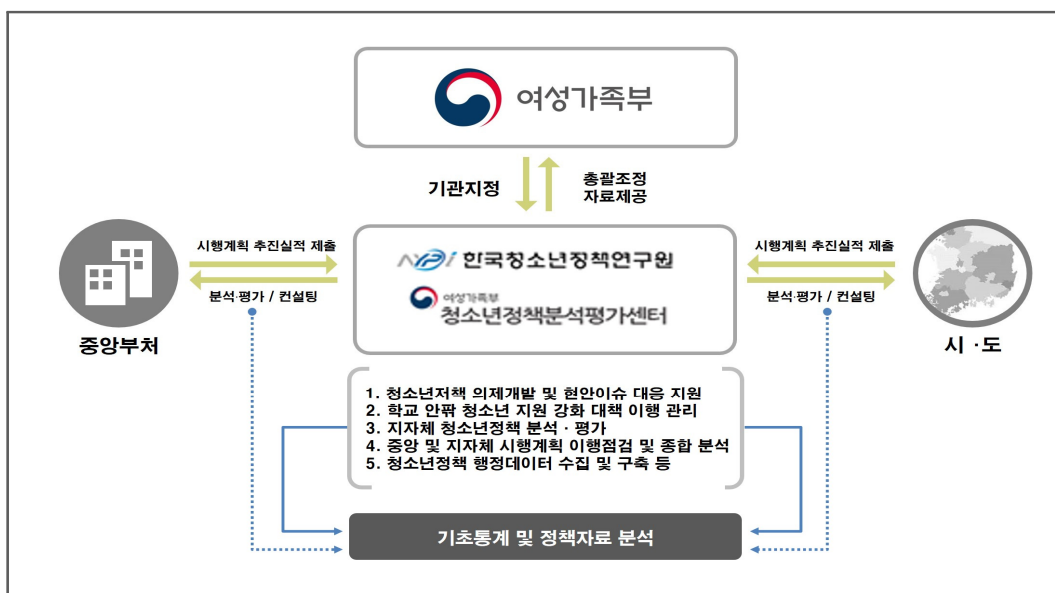 여성가족부
기관지정
총괄조정
자료제공
시행계획 추진실적 제출
분석·평가 / 컨설팅
중앙부처
NYPi 한국청소년정책연구원
여성가족부
청소년정책분석평가센터
시행계획 추진실적 제출
분석·평가 / 컨설팅
시 ·도
1. 청소년저책 의제개발 및 현안이슈 대응 지원
2. 학교 안팎 청소년 지원 강화 대책 이행 관리
3. 지자체 청소년정책 분석 · 평가
4. 중앙 및 지자체 시행계획 이행점검 및 종합 분석
5. 청소년정책 행정데이터 수집 및 구축 등
기초통계 및 정책자료 분석